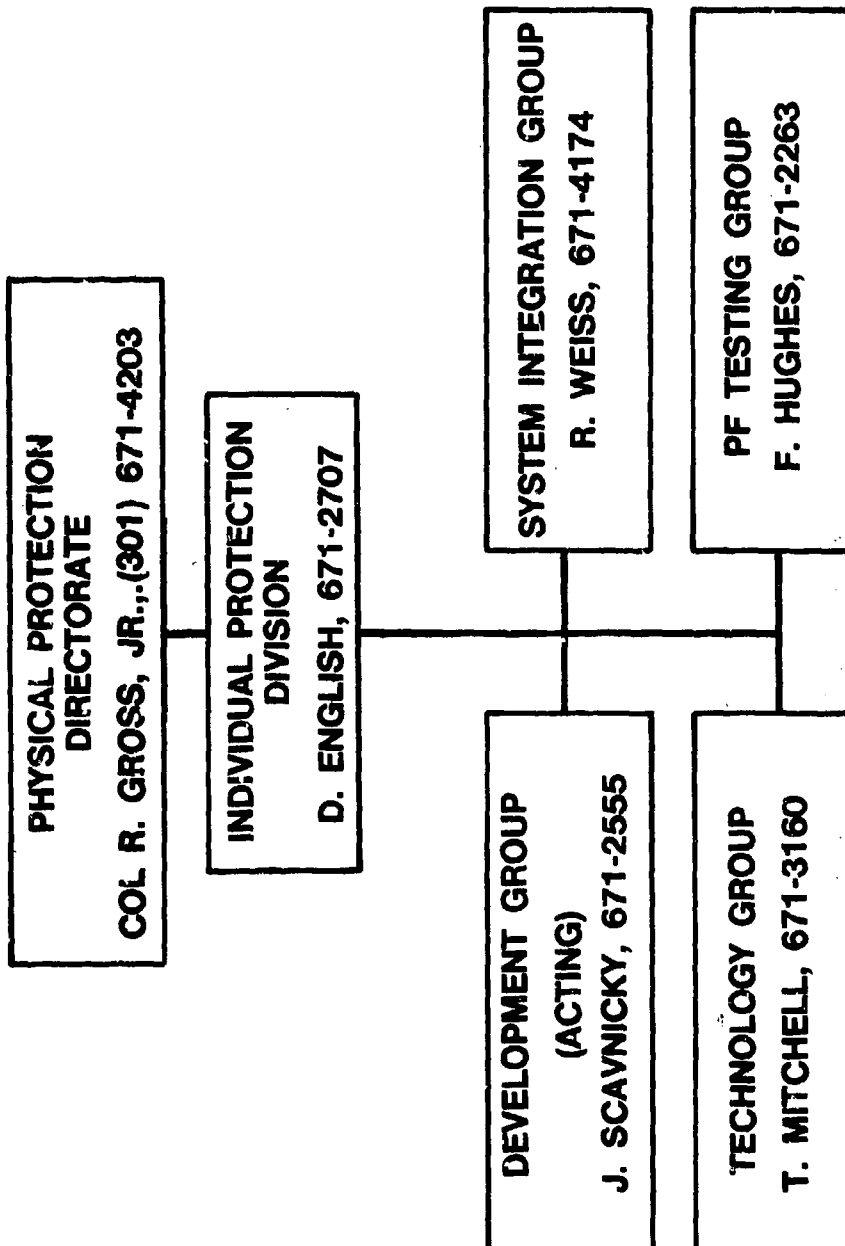 PHYSICAL PROTECTION
DIRECTORATE
COL R. GROSS, JR.,.(301) 671-4203
INDIVIDUAL PROTECTION
DIVISION
D. ENGLISH, 671-2707
DEVELOPMENT GROUP
(ACTING)
J. SCAVNICKY, 671-2555
SYSTEM INTEGRATION GROUP
R. WEISS, 671-4174
TECHNOLOGY GROUP
T. MITCHELL, 671-3160
PF TESTING GROUP
F. HUGHES, 671-2263